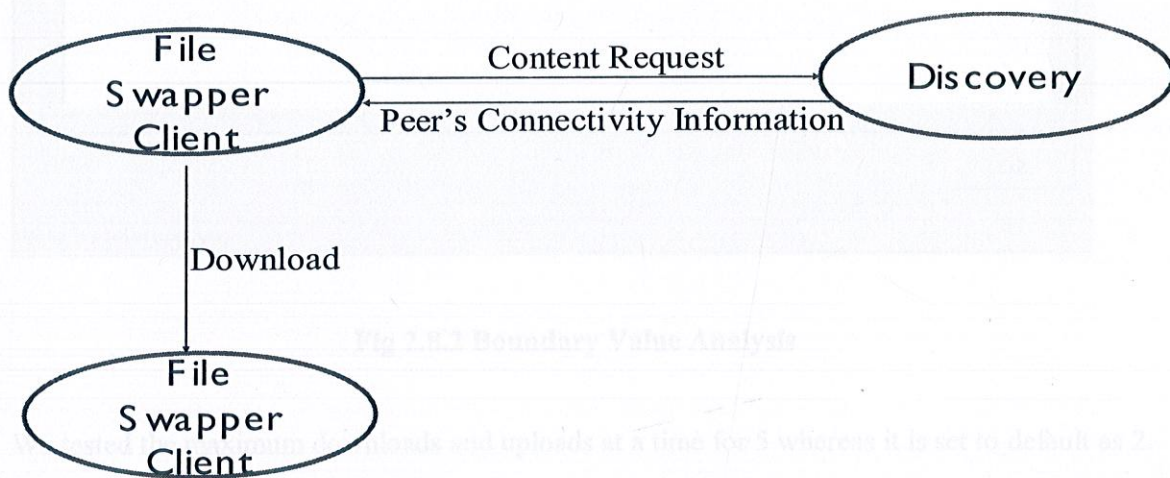 File
Swapper
Client
Content Request
Discovery
Peer's Connectivity Information
Download
Fig 2.8.3 Boundary Value Analysis
File
Swapper
Client
We tested the maximum downloads and uploads at a time for 5 whereas it is set to default as 2.